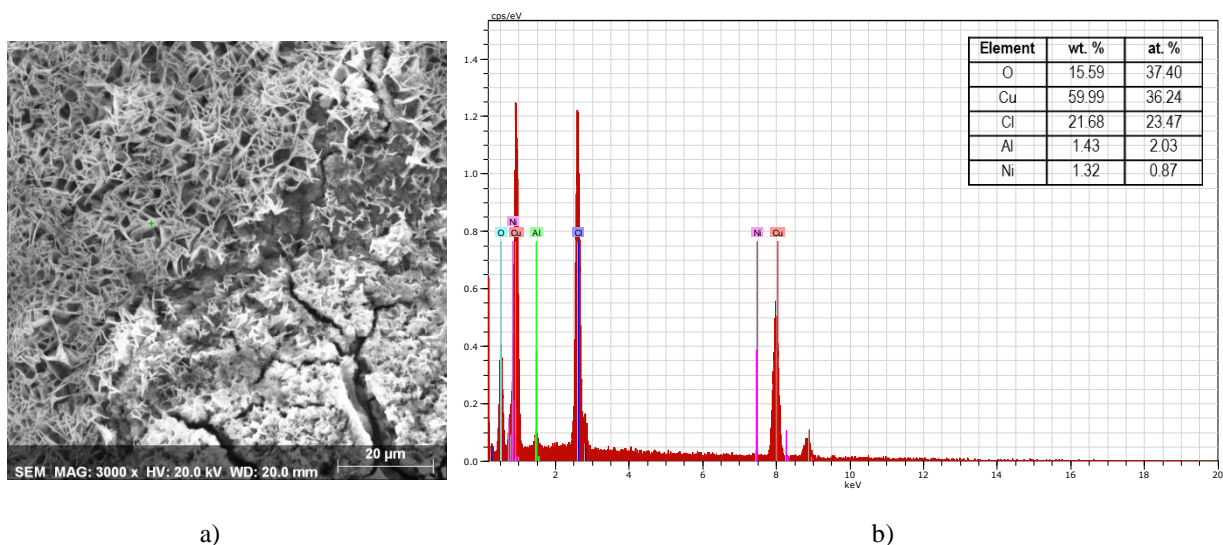 cps/eV
1.4
1.2
1.0
0.8
0.6
0.4
0.2
0.0
Ni
O Cu Al Cl Ni Cu
2 4 6 8 10 12 14 16 18 20
keV
Element wt. % at. %
O 15.59 37.40
Cu 59.99 36.24
Cl 21.68 23.47
Al 1.43 2.03
Ni 1.32 0.87
SEM MAG: 3000 x HV: 20.0 kV WD: 20.0 mm
20 µm
a) b)